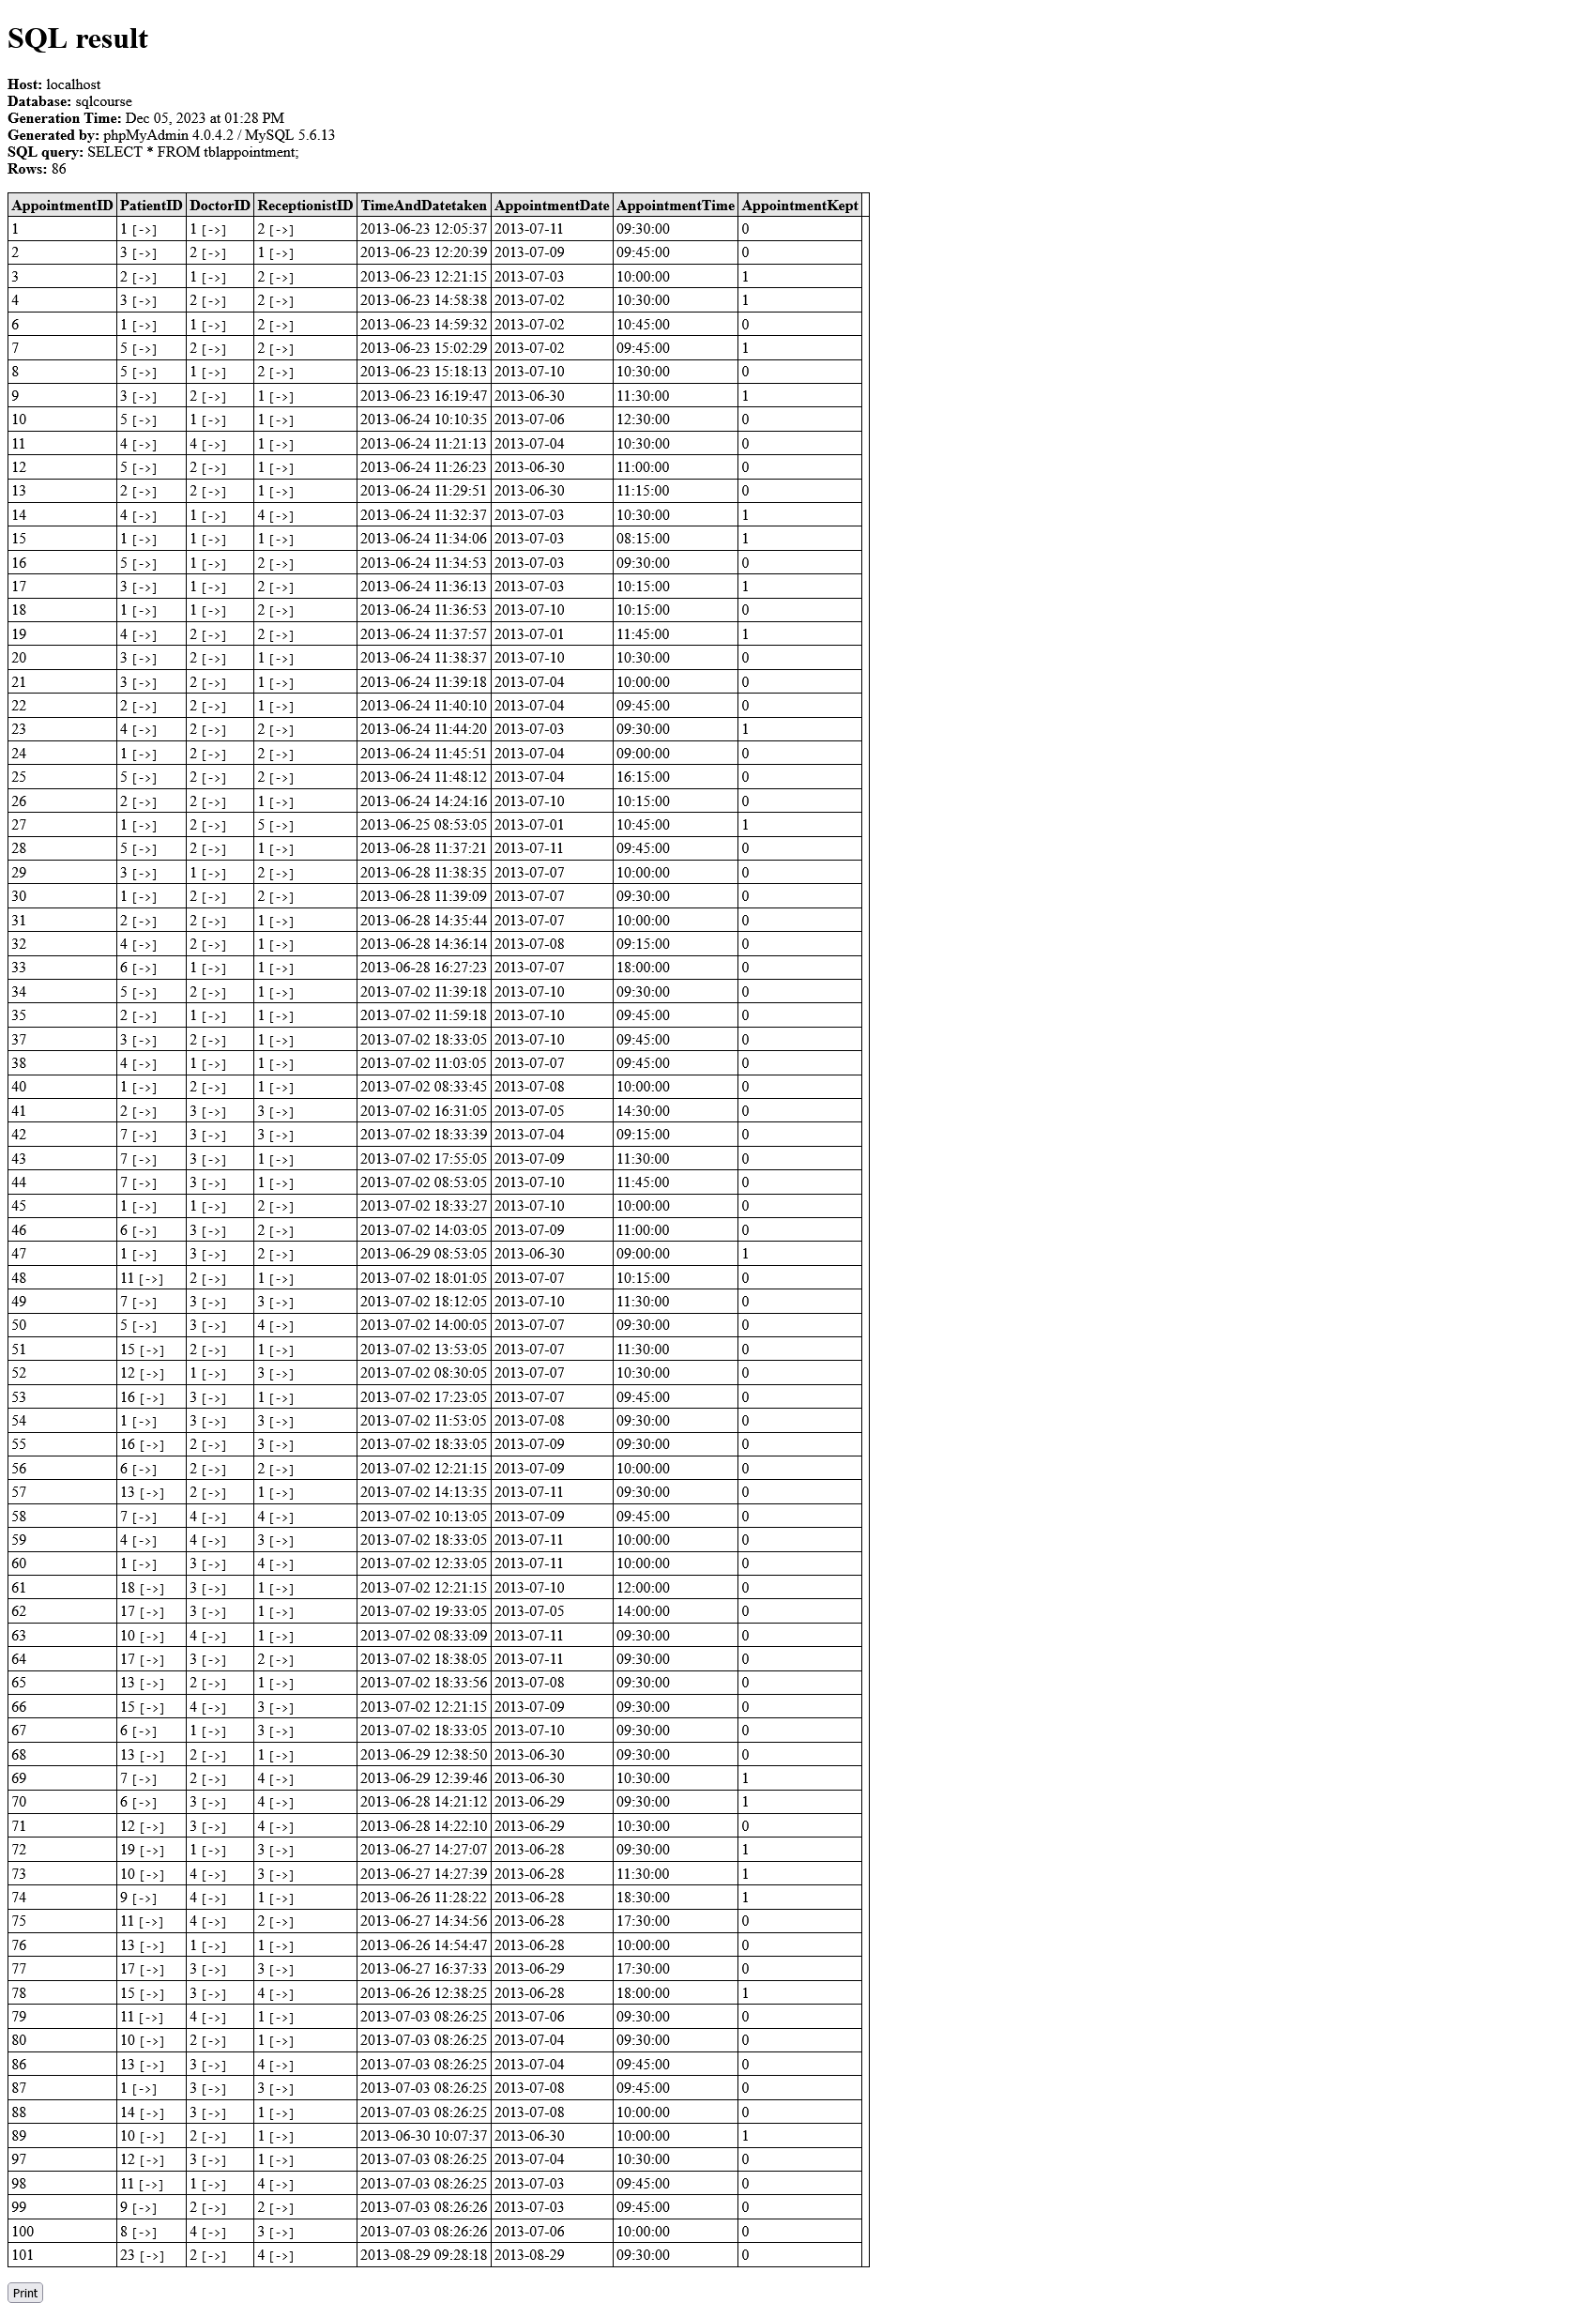 SQL result
Host: localhost
Database: sqlcourse
Generation Time: Dec 05, 2023 at 01:28 PM
Generated by: phpMyAdmin 4.0.4.2 / MySQL 5.6.13
SQL query: SELECT * FROM tblappointment;
Rows: 86
AppointmentID PatientID DoctorID ReceptionistID TimeAndDatetaken AppointmentDate AppointmentTime AppointmentKept
1 1 [->] 1 [->] 2 [->] 2013-06-23 12:05:37 2013-07-11 09:30:00 0
2 3 [->] 2 [->] 1 [->] 2013-06-23 12:20:39 2013-07-09 09:45:00 0
3 2 [->] 1 [->] 2 [->] 2013-06-23 12:21:15 2013-07-03 10:00:00 1
4 3 [->] 2 [->] 2 [->] 2013-06-23 14:58:38 2013-07-02 10:30:00 1
6 1 [->] 1 [->] 2 [->] 2013-06-23 14:59:32 2013-07-02 10:45:00 0
7 5 [->] 2 [->] 2 [->] 2013-06-23 15:02:29 2013-07-02 09:45:00 1
8 5 [->] 1 [->] 2 [->] 2013-06-23 15:18:13 2013-07-10 10:30:00 0
9 3 [->] 2 [->] 1 [->] 2013-06-23 16:19:47 2013-06-30 11:30:00 1
10 5 [->] 1 [->] 1 [->] 2013-06-24 10:10:35 2013-07-06 12:30:00 0
11 4 [->] 4 [->] 1 [->] 2013-06-24 11:21:13 2013-07-04 10:30:00 0
12 5 [->] 2 [->] 1 [->] 2013-06-24 11:26:23 2013-06-30 11:00:00 0
13 2 [->] 2 [->] 1 [->] 2013-06-24 11:29:51 2013-06-30 11:15:00 0
14 4 [->] 1 [->] 4 [->] 2013-06-24 11:32:37 2013-07-03 10:30:00 1
15 1 [->] 1 [->] 1 [->] 2013-06-24 11:34:06 2013-07-03 08:15:00 1
16 5 [->] 1 [->] 2 [->] 2013-06-24 11:34:53 2013-07-03 09:30:00 0
17 3 [->] 1 [->] 2 [->] 2013-06-24 11:36:13 2013-07-03 10:15:00 1
18 1 [->] 1 [->] 2 [->] 2013-06-24 11:36:53 2013-07-10 10:15:00 0
19 4 [->] 2 [->] 2 [->] 2013-06-24 11:37:57 2013-07-01 11:45:00 1
20 3 [->] 2 [->] 1 [->] 2013-06-24 11:38:37 2013-07-10 10:30:00 0
21 3 [->] 2 [->] 1 [->] 2013-06-24 11:39:18 2013-07-04 10:00:00 0
22 2 [->] 2 [->] 1 [->] 2013-06-24 11:40:10 2013-07-04 09:45:00 0
23 4 [->] 2 [->] 2 [->] 2013-06-24 11:44:20 2013-07-03 09:30:00 1
24 1 [->] 2 [->] 2 [->] 2013-06-24 11:45:51 2013-07-04 09:00:00 0
25 5 [->] 2 [->] 2 [->] 2013-06-24 11:48:12 2013-07-04 16:15:00 0
26 2 [->] 2 [->] 1 [->] 2013-06-24 14:24:16 2013-07-10 10:15:00 0
27 1 [->] 2 [->] 5 [->] 2013-06-25 08:53:05 2013-07-01 10:45:00 1
28 5 [->] 2 [->] 1 [->] 2013-06-28 11:37:21 2013-07-11 09:45:00 0
29 3 [->] 1 [->] 2 [->] 2013-06-28 11:38:35 2013-07-07 10:00:00 0
30 1 [->] 2 [->] 2 [->] 2013-06-28 11:39:09 2013-07-07 09:30:00 0
31 2 [->] 2 [->] 1 [->] 2013-06-28 14:35:44 2013-07-07 10:00:00 0
32 4 [->] 2 [->] 1 [->] 2013-06-28 14:36:14 2013-07-08 09:15:00 0
33 6 [->] 1 [->] 1 [->] 2013-06-28 16:27:23 2013-07-07 18:00:00 0
34 5 [->] 2 [->] 1 [->] 2013-07-02 11:39:18 2013-07-10 09:30:00 0
35 2 [->] 1 [->] 1 [->] 2013-07-02 11:59:18 2013-07-10 09:45:00 0
37 3 [->] 2 [->] 1 [->] 2013-07-02 18:33:05 2013-07-10 09:45:00 0
38 4 [->] 1 [->] 1 [->] 2013-07-02 11:03:05 2013-07-07 09:45:00 0
40 1 [->] 2 [->] 1 [->] 2013-07-02 08:33:45 2013-07-08 10:00:00 0
41 2 [->] 3 [->] 3 [->] 2013-07-02 16:31:05 2013-07-05 14:30:00 0
42 7 [->] 3 [->] 3 [->] 2013-07-02 18:33:39 2013-07-04 09:15:00 0
43 7 [->] 3 [->] 1 [->] 2013-07-02 17:55:05 2013-07-09 11:30:00 0
44 7 [->] 3 [->] 1 [->] 2013-07-02 08:53:05 2013-07-10 11:45:00 0
45 1 [->] 1 [->] 2 [->] 2013-07-02 18:33:27 2013-07-10 10:00:00 0
46 6 [->] 3 [->] 2 [->] 2013-07-02 14:03:05 2013-07-09 11:00:00 0
47 1 [->] 3 [->] 2 [->] 2013-06-29 08:53:05 2013-06-30 09:00:00 1
48 11 [->] 2 [->] 1 [->] 2013-07-02 18:01:05 2013-07-07 10:15:00 0
49 7 [->] 3 [->] 3 [->] 2013-07-02 18:12:05 2013-07-10 11:30:00 0
50 5 [->] 3 [->] 4 [->] 2013-07-02 14:00:05 2013-07-07 09:30:00 0
51 15 [->] 2 [->] 1 [->] 2013-07-02 13:53:05 2013-07-07 11:30:00 0
52 12 [->] 1 [->] 3 [->] 2013-07-02 08:30:05 2013-07-07 10:30:00 0
53 16 [->] 3 [->] 1 [->] 2013-07-02 17:23:05 2013-07-07 09:45:00 0
54 1 [->] 3 [->] 3 [->] 2013-07-02 11:53:05 2013-07-08 09:30:00 0
55 16 [->] 2 [->] 3 [->] 2013-07-02 18:33:05 2013-07-09 09:30:00 0
56 6 [->] 2 [->] 2 [->] 2013-07-02 12:21:15 2013-07-09 10:00:00 0
57 13 [->] 2 [->] 1 [->] 2013-07-02 14:13:35 2013-07-11 09:30:00 0
58 7 [->] 4 [->] 4 [->] 2013-07-02 10:13:05 2013-07-09 09:45:00 0
59 4 [->] 4 [->] 3 [->] 2013-07-02 18:33:05 2013-07-11 10:00:00 0
60 1 [->] 3 [->] 4 [->] 2013-07-02 12:33:05 2013-07-11 10:00:00 0
61 18 [->] 3 [->] 1 [->] 2013-07-02 12:21:15 2013-07-10 12:00:00 0
62 17 [->] 3 [->] 1 [->] 2013-07-02 19:33:05 2013-07-05 14:00:00 0
63 10 [->] 4 [->] 1 [->] 2013-07-02 08:33:09 2013-07-11 09:30:00 0
64 17 [->] 3 [->] 2 [->] 2013-07-02 18:38:05 2013-07-11 09:30:00 0
65 13 [->] 2 [->] 1 [->] 2013-07-02 18:33:56 2013-07-08 09:30:00 0
66 15 [->] 4 [->] 3 [->] 2013-07-02 12:21:15 2013-07-09 09:30:00 0
67 6 [->] 1 [->] 3 [->] 2013-07-02 18:33:05 2013-07-10 09:30:00 0
68 13 [->] 2 [->] 1 [->] 2013-06-29 12:38:50 2013-06-30 09:30:00 0
69 7 [->] 2 [->] 4 [->] 2013-06-29 12:39:46 2013-06-30 10:30:00 1
70 6 [->] 3 [->] 4 [->] 2013-06-28 14:21:12 2013-06-29 09:30:00 1
71 12 [->] 3 [->] 4 [->] 2013-06-28 14:22:10 2013-06-29 10:30:00 0
72 19 [->] 1 [->] 3 [->] 2013-06-27 14:27:07 2013-06-28 09:30:00 1
73 10 [->] 4 [->] 3 [->] 2013-06-27 14:27:39 2013-06-28 11:30:00 1
74 9 [->] 4 [->] 1 [->] 2013-06-26 11:28:22 2013-06-28 18:30:00 1
75 11 [->] 4 [->] 2 [->] 2013-06-27 14:34:56 2013-06-28 17:30:00 0
76 13 [->] 1 [->] 1 [->] 2013-06-26 14:54:47 2013-06-28 10:00:00 0
77 17 [->] 3 [->] 3 [->] 2013-06-27 16:37:33 2013-06-29 17:30:00 0
78 15 [->] 3 [->] 4 [->] 2013-06-26 12:38:25 2013-06-28 18:00:00 1
79 11 [->] 4 [->] 1 [->] 2013-07-03 08:26:25 2013-07-06 09:30:00 0
80 10 [->] 2 [->] 1 [->] 2013-07-03 08:26:25 2013-07-04 09:30:00 0
86 13 [->] 3 [->] 4 [->] 2013-07-03 08:26:25 2013-07-04 09:45:00 0
87 1 [->] 3 [->] 3 [->] 2013-07-03 08:26:25 2013-07-08 09:45:00 0
88 14 [->] 3 [->] 1 [->] 2013-07-03 08:26:25 2013-07-08 10:00:00 0
89 10 [->] 2 [->] 1 [->] 2013-06-30 10:07:37 2013-06-30 10:00:00 1
97 12 [->] 3 [->] 1 [->] 2013-07-03 08:26:25 2013-07-04 10:30:00 0
98 11 [->] 1 [->] 4 [->] 2013-07-03 08:26:25 2013-07-03 09:45:00 0
99 9 [->] 2 [->] 2 [->] 2013-07-03 08:26:26 2013-07-03 09:45:00 0
100 8 [->] 4 [->] 3 [->] 2013-07-03 08:26:26 2013-07-06 10:00:00 0
101 23 [->] 2 [->] 4 [->] 2013-08-29 09:28:18 2013-08-29 09:30:00 0
Print